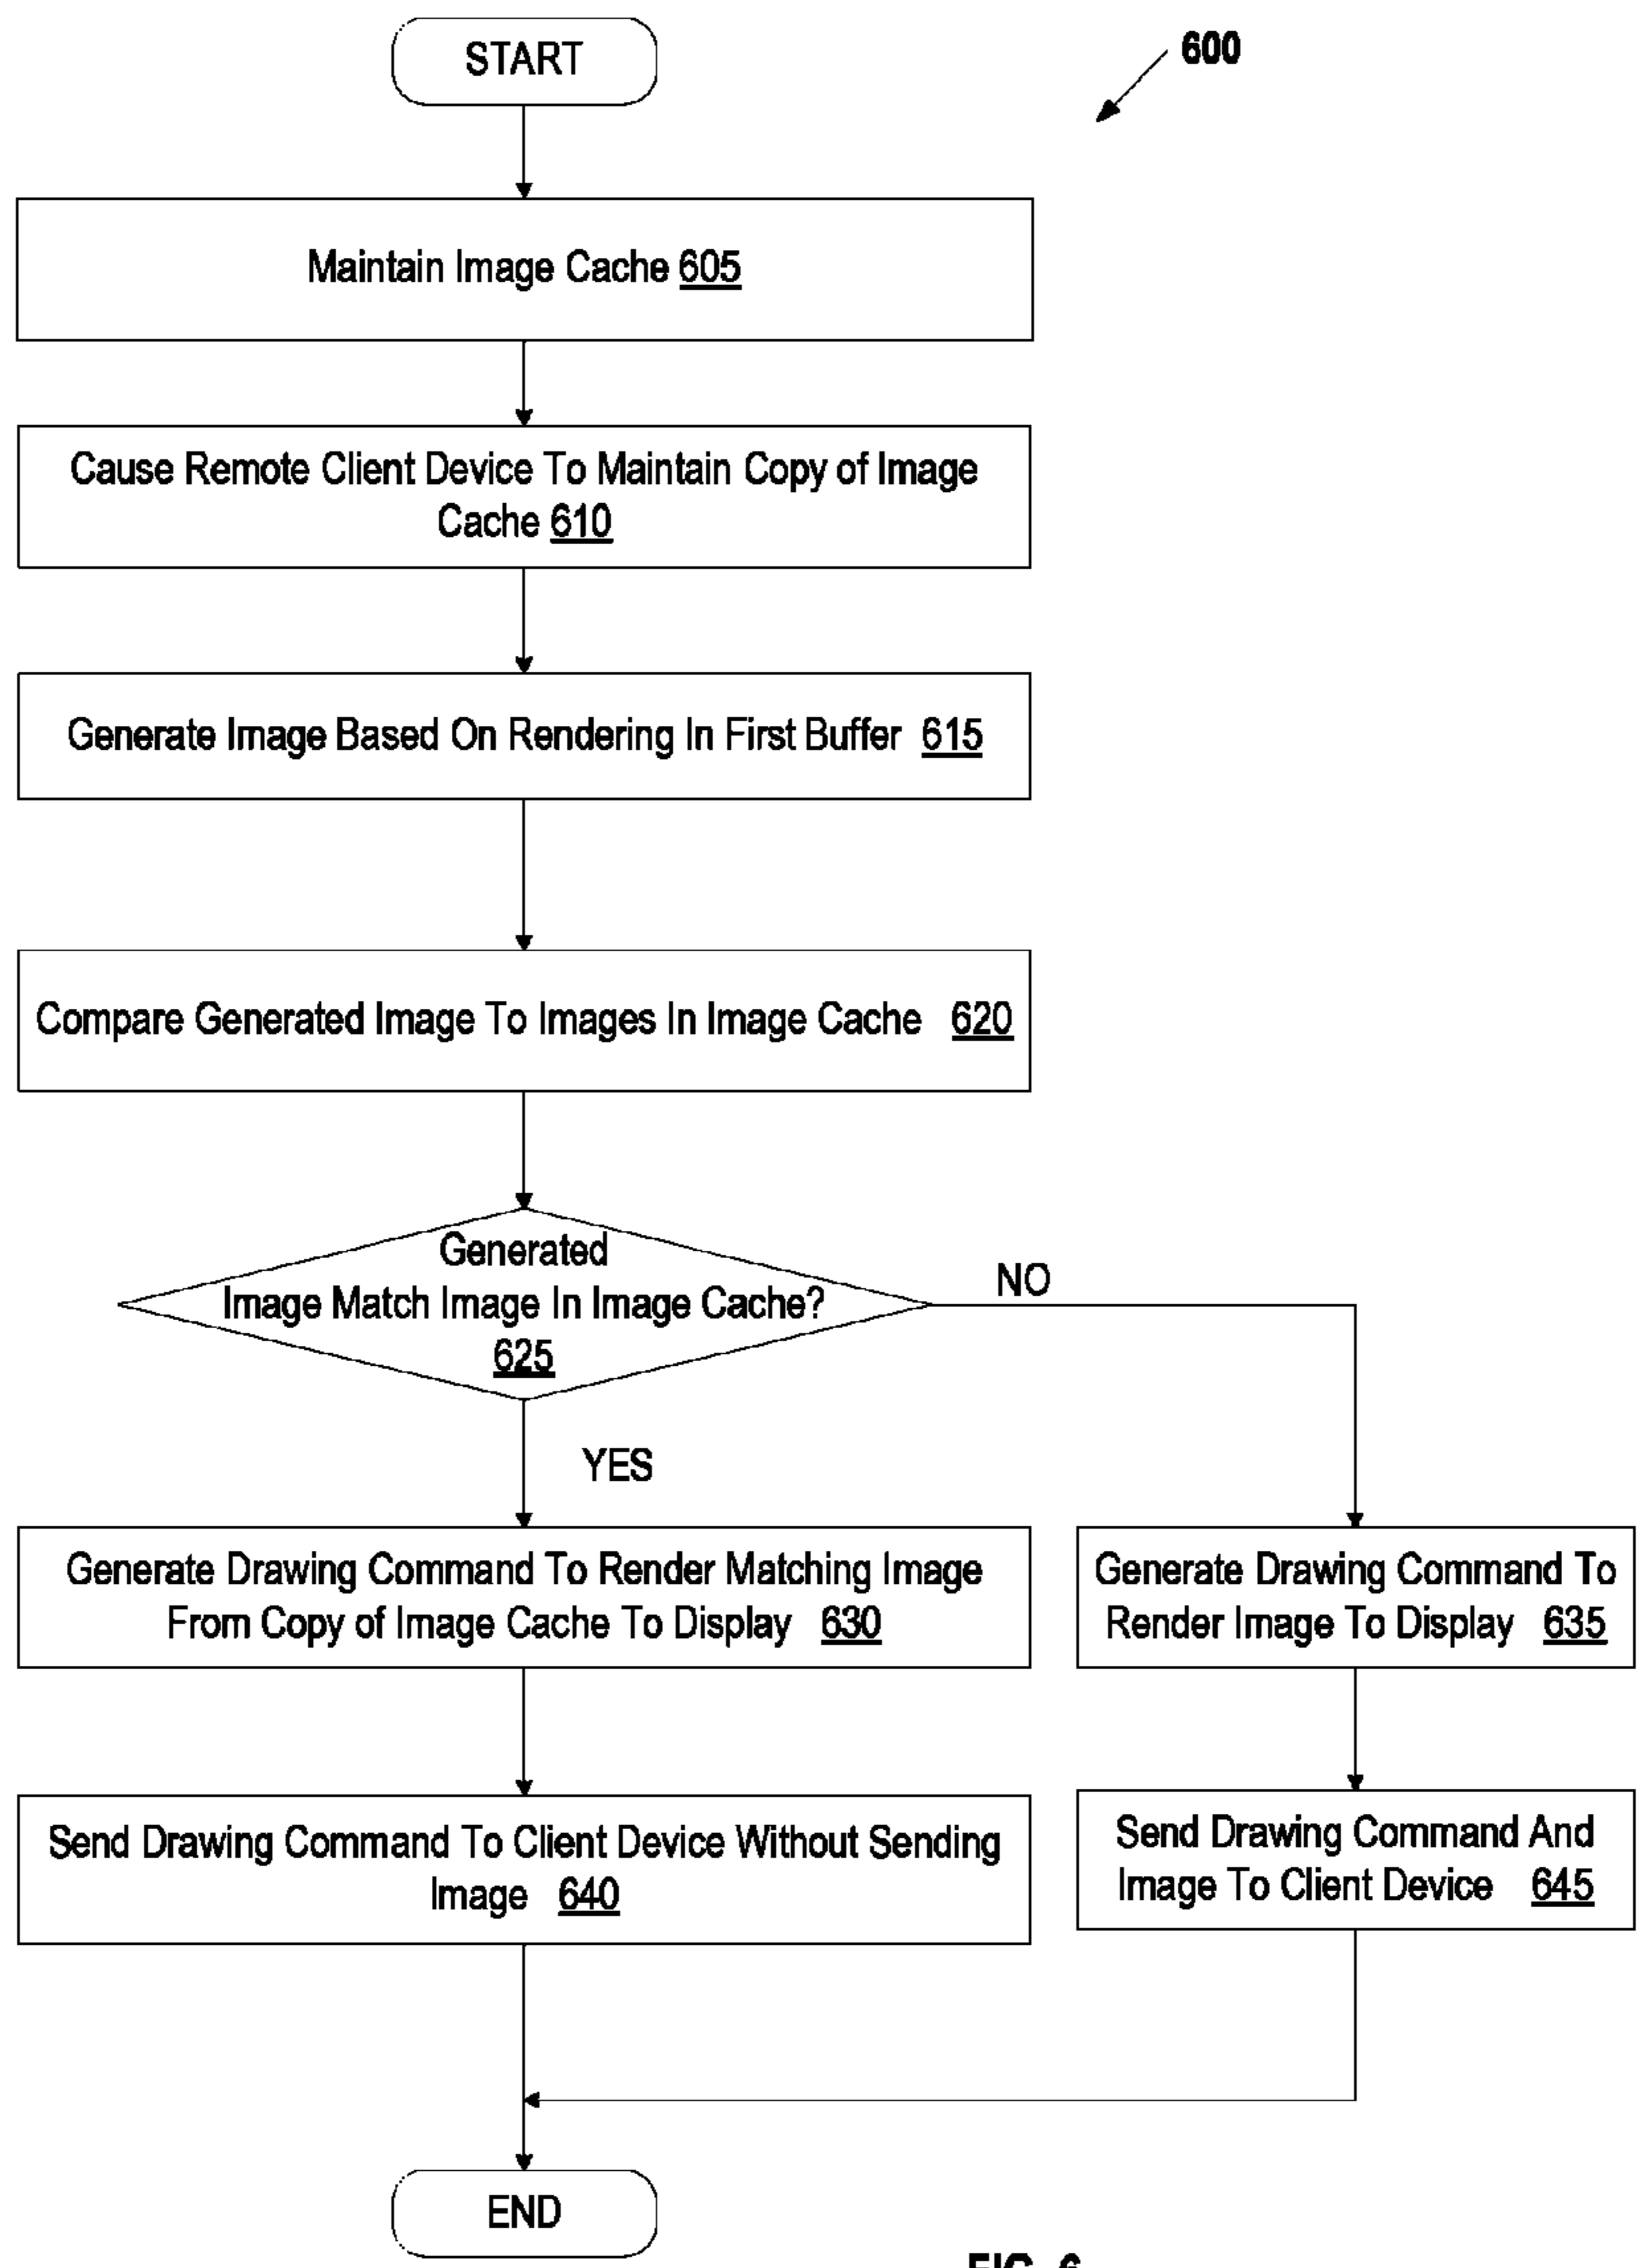 START
600
Maintain Image Cache 605
Cause Remote Client Device To Maintain Copy of Image
Cache 610
Generate Image Based On Rendering In First Buffer 615
Compare Generated Image To Images In Image Cache 620
Generated
Image Match Image In Image Cache?
625
NO
YES
Generate Drawing Command To Render Matching Image
From Copy of Image Cache To Display 630
Generate Drawing Command To
Render Image To Display 635
Send Drawing Command To Client Device Without Sending
Image 640
Send Drawing Command And
Image To Client Device 645
END
FIG. 6